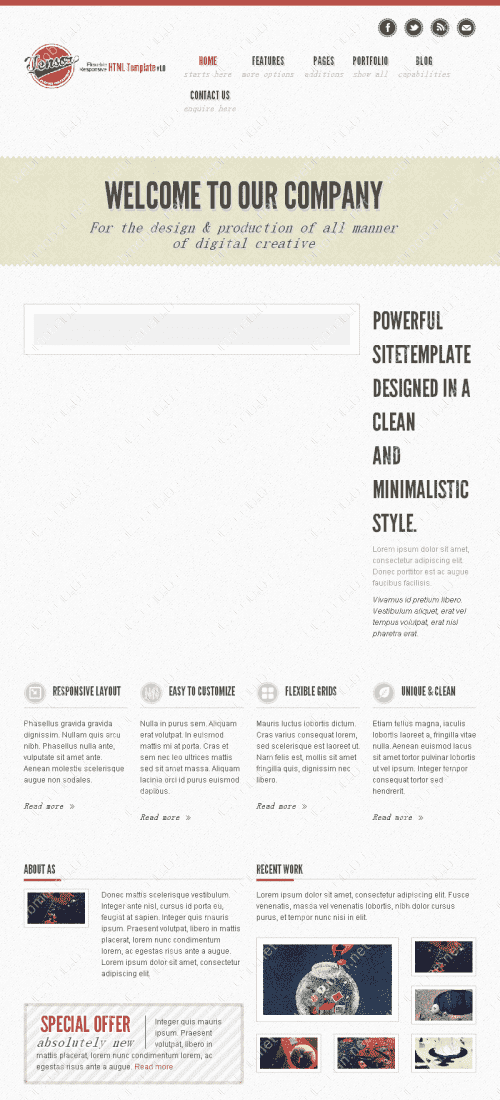 Venson
Flexible
Responsive HTML Template v1.0
HOME FEATURES PAGES PORTFOLIO BLOG
starts here more options additions show all capabilities
CONTACT US
enquire here
WELCOME TO OUR COMPANY
For the design & production of all manner
of digital creative
POWERFUL
SITETEMPLATE
DESIGNED IN A
CLEAN
AND
MINIMALISTIC
STYLE.
Lorem ipsum dolor sit amet,
consectetur adipiscing elit.
Donec porttitor est ac augue
faucibus facilisis.
Vivamus id pretium libero.
Vestibulum aliquet, erat vel
tempus volutpat, erat nisl
pharetra erat.
RESPONSIVE LAYOUT
Phasellus gravida gravida
dignissim. Nullam quis arcu
nibh. Phasellus nulla ante,
vulputate sit amet ante.
Aenean molestie scelerisque
augue non sodales.
Read more »
EASY TO CUSTOMIZE
Nulla in purus sem. Aliquam
erat volutpat. In euismod
mattis mi at porta. Cras et
sem nec leo ultrices mattis
sed sit amet massa. Aliquam
lacinia orci id purus euismod
dapibus.
Read more »
FLEXIBLE GRIDS
Mauris luctus lobortis dictum.
Cras varius consequat lorem,
sed scelerisque est laoreet ut.
Nam felis est, mollis sit amet
fringilla quis, dignissim nec
libero.
Read more »
UNIQUE & CLEAN
Etiam tellus magna, iaculis
lobortis laoreet a, fringilla vitae
nulla. Aenean euismod lacus
sit amet tortor pulvinar lobortis
ut vel ipsum. Integer tempor
consequat tortor sed
hendrerit.
Read more »
ABOUT AS
Donec mattis scelerisque vestibulum.
Integer ante nisl, cursus id porta eu,
feugiat at sapien. Integer quis mauris
ipsum. Praesent volutpat, libero in mattis
placerat, lorem nunc condimentum
lorem, ac egestas risus ante a augue.
Lorem ipsum dolor sit amet, consectetur
adipiscing elit.
SPECIAL OFFER
absolutely new
Integer quis mauris
ipsum. Praesent
volutpat, libero in
mattis placerat, lorem nunc condimentum lorem, ac
egestas risus ante a augue. Read more
RECENT WORK
Lorem ipsum dolor sit amet, consectetur adipiscing elit. Fusce
venenatis, massa vel venenatis lobortis, nibh dolor cursus
purus, et tempor nunc nisi in elit.